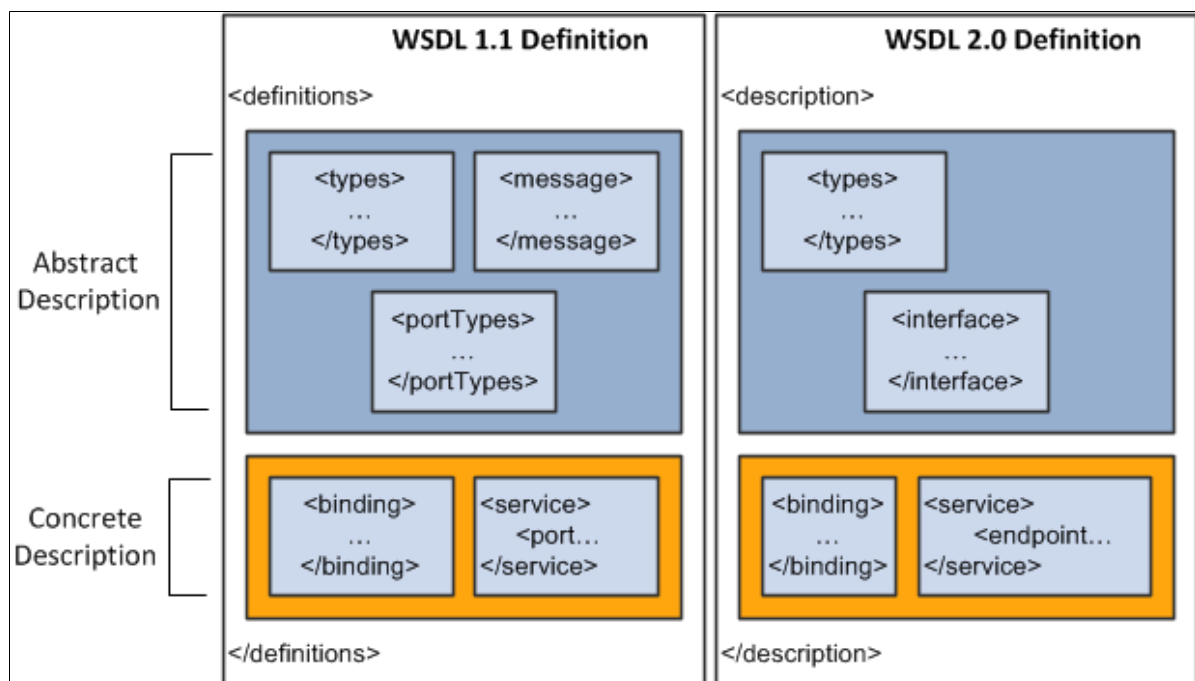 WSDL 1.1 Definition
WSDL 2.0 Definition
<definitions>
<description>
Abstract
Description
<types>
…
</types>
<message>
…
</message>
<portTypes>
…
</portTypes>
<types>
…
</types>
<interface>
…
</interface>
Concrete
Description
<binding>
…
</binding>
<service>
<port…
</service>
<binding>
…
</binding>
<service>
<endpoint…
</service>
</definitions>
</description>